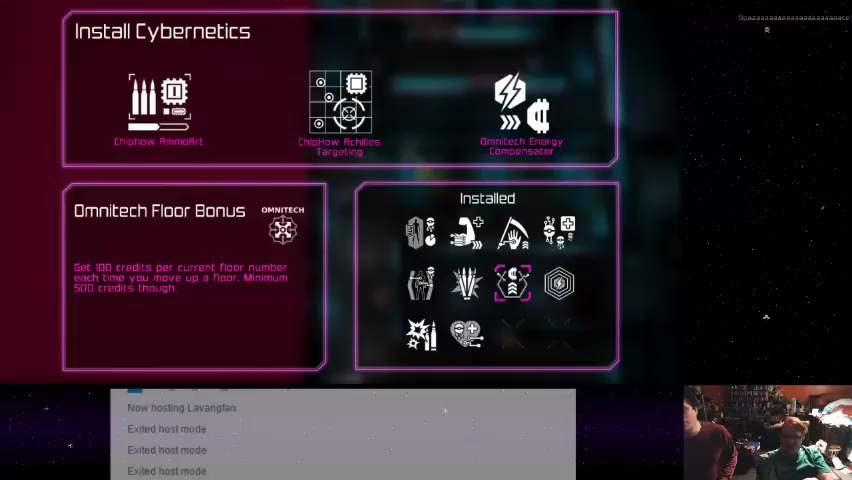 Install Cybernetics
Chiphow AmmoArt
ChipHow Achilles
Targeting
Omnitech Energy
Compensator
Omnitech Floor Bonus
OMNITECH
Get 100 credits per current floor number
each time you move up a floor. Minimum
500 credits though.
Installed
Now hosting Lavangfan.
Exited host mode.
Exited host mode.
Exited host mode.